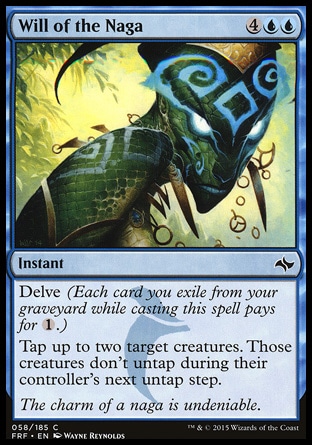 Will of the Naga 4
Instant
Delve (Each card you exile from your
graveyard while casting this spell pays
for 1.)
Tap up to two target creatures. Those
creatures don't untap during their
controller's next untap step.
The charm of a naga is undeniable.
058/185 C
FRF • EN WAYNE REYNOLDS
™ & © 2015 Wizards of the Coast